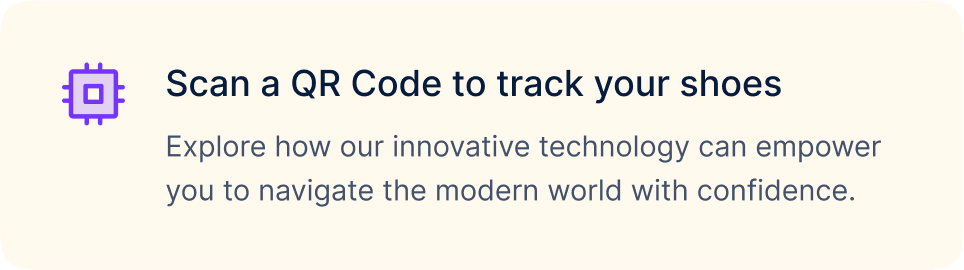 Scan a QR Code to track your shoes
Explore how our innovative technology can empower
you to navigate the modern world with confidence.